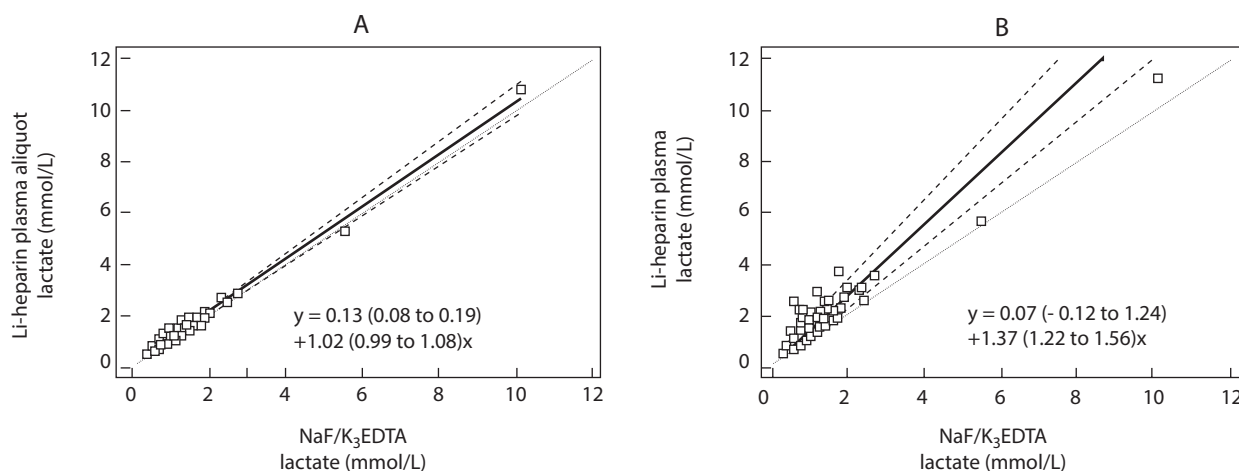 A
Li-heparin plasma aliquot
lactate (mmol/L)
12
10
8
6
4
2
0
y = 0.13 (0.08 to 0.19)
+1.02 (0.99 to 1.08)x
0 2 4 6 8 10 12
NaF/K₃EDTA
lactate (mmol/L)
B
Li-heparin plasma
lactate (mmol/L)
12
10
8
6
4
2
0
y = 0.07 (- 0.12 to 1.24)
+1.37 (1.22 to 1.56)x
0 2 4 6 8 10 12
NaF/K₃EDTA
lactate (mmol/L)